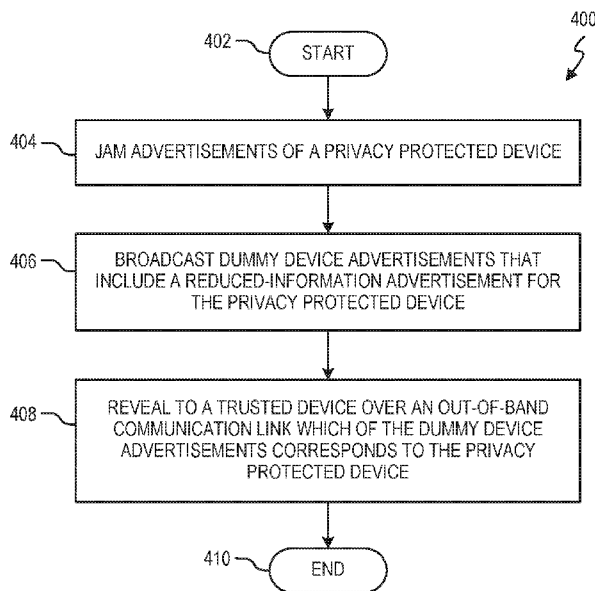 400
402
START
404
JAM ADVERTISEMENTS OF A PRIVACY PROTECTED DEVICE
406
BROADCAST DUMMY DEVICE ADVERTISEMENTS THAT
INCLUDE A REDUCED-INFORMATION ADVERTISEMENT FOR
THE PRIVACY PROTECTED DEVICE
408
REVEAL TO A TRUSTED DEVICE OVER AN OUT-OF-BAND
COMMUNICATION LINK WHICH OF THE DUMMY DEVICE
ADVERTISEMENTS CORRESPONDS TO THE PRIVACY
PROTECTED DEVICE
410
END